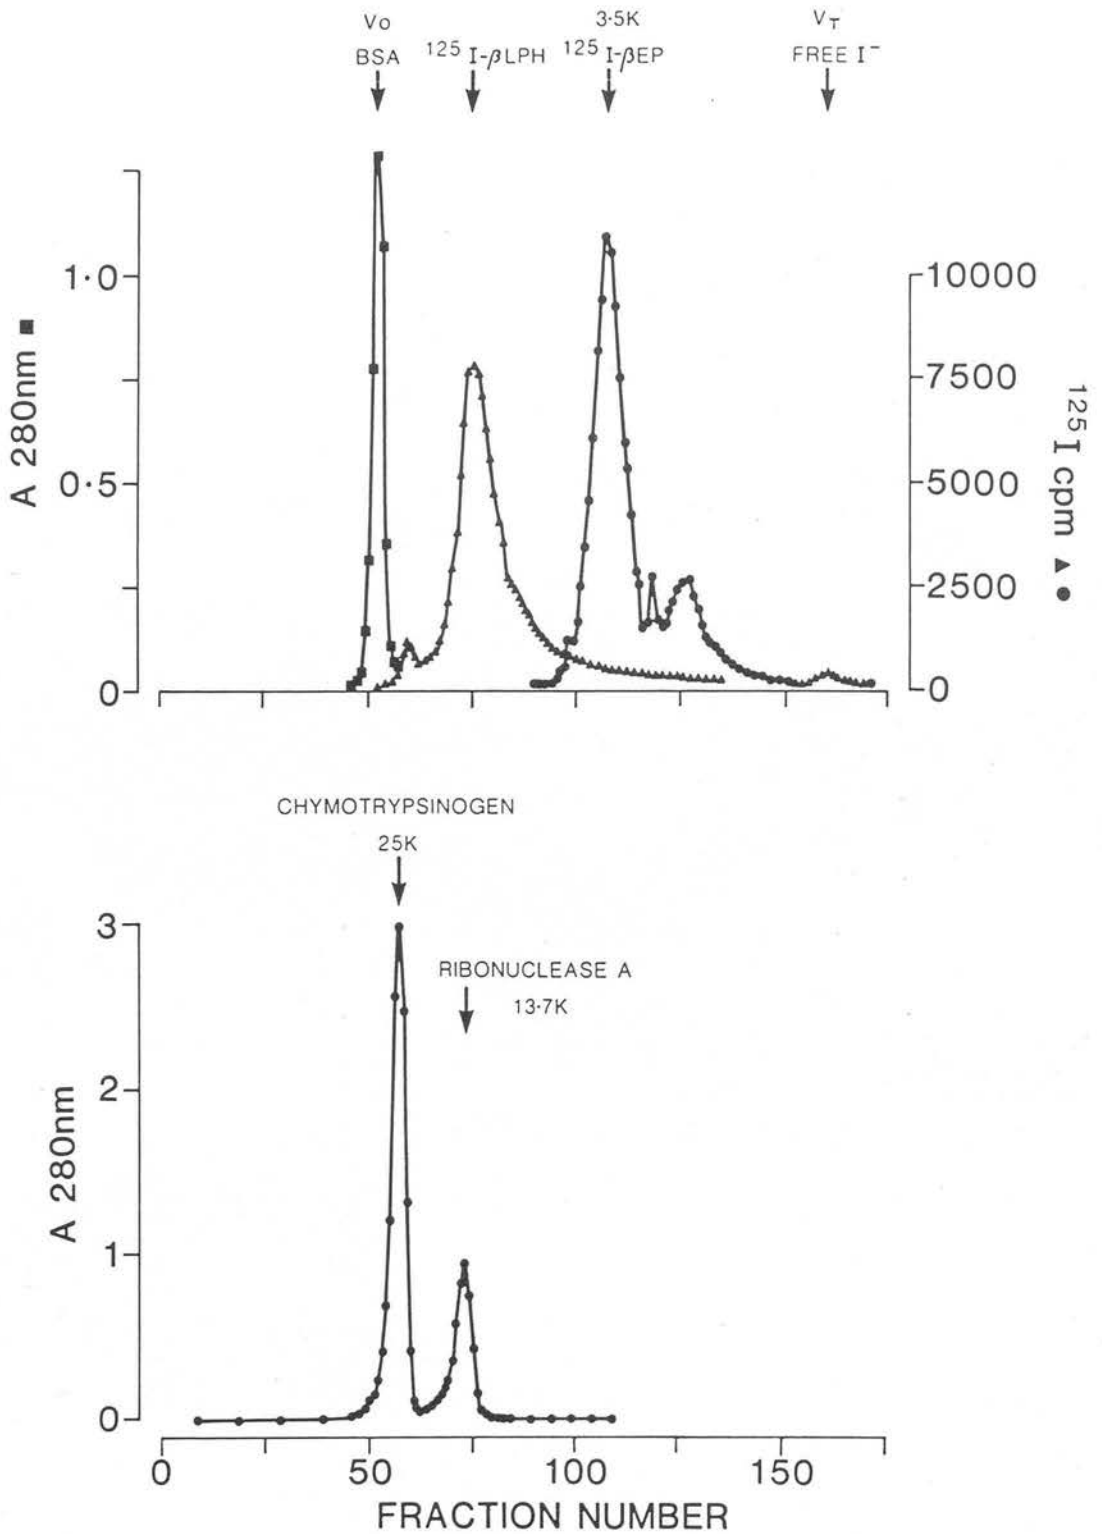 Vo
BSA
125 I-βLPH
3·5K
125 I-βEP
VT
FREE I-
1·0
0·5
0
A 280nm ■
10000
7500
5000
2500
0
125 I cpm ▲ ●
CHYMOTRYPSINOGEN
25K
RIBONUCLEASE A
13·7K
3
2
1
0
A 280nm
0
50
100
150
FRACTION NUMBER